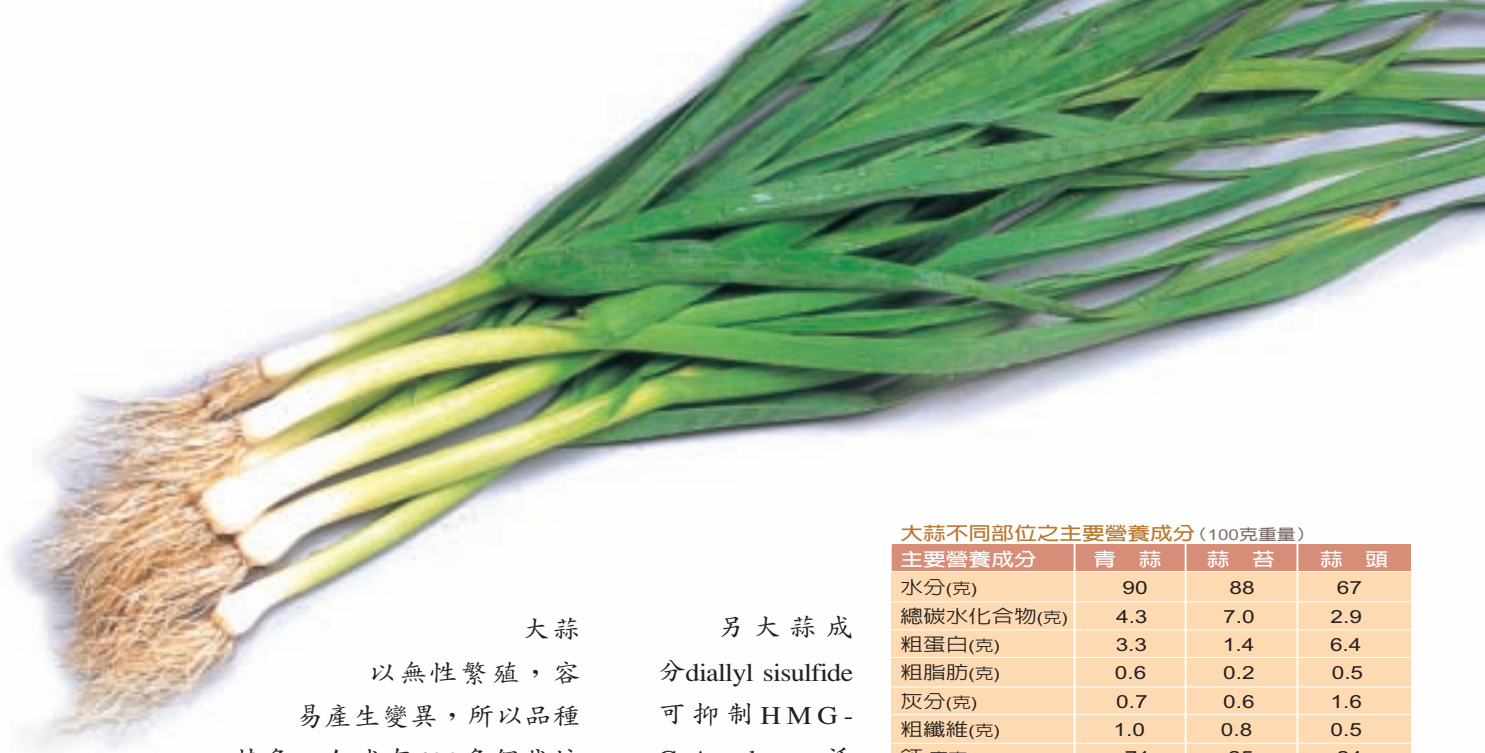 大蒜
以無性繁殖,容
易產生變異,所以品種
另大蒜成
分diallyl sisulfide
可抑制HMG-
大蒜不同部位之主要營養成分(100克重量)
主要營養成分 青蒜 蒜苔 蒜頭
水分(克) 90 88 67
總碳水化合物(克) 4.3 7.0 2.9
粗蛋白(克) 3.3 1.4 6.4
粗脂肪(克) 0.6 0.2 0.5
灰分(克) 0.7 0.6 1.6
粗纖維(克) 1.0 0.8 0.5